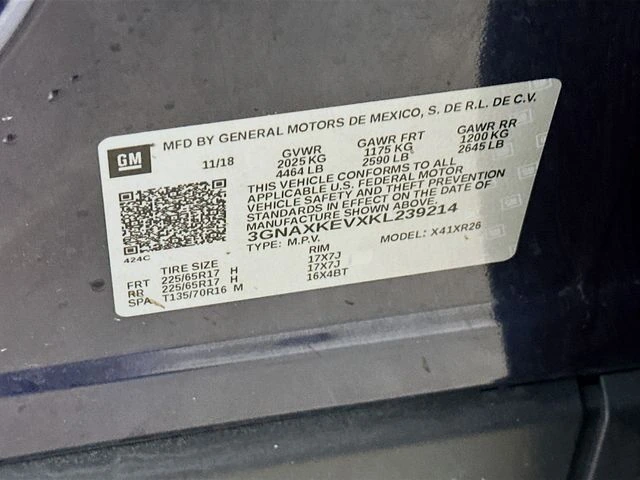 MFD BY GENERAL MOTORS DE MEXICO, S. DE R.L. DE C.V.
GM
11/18
GVWR GAWR FRT GAWR RR
2025 KG 1175 KG 1200 KG
4464 LB 2590 LB 2645 LB
THIS VEHICLE CONFORMS TO ALL
APPLICABLE U.S. FEDERAL MOTOR
VEHICLE SAFETY AND THEFT PREVENTION
STANDARDS IN EFFECT ON THE DATE OF
MANUFACTURE SHOWN ABOVE.
3GNAXKEVXKL239214
424C
TYPE: M.P.V. MODEL: X41XR26
TIRE SIZE RIM
FRT 225/65R17 H 17X7J
RR 225/65R17 H 17X7J
SPA T135/70R16 M 16X4BT